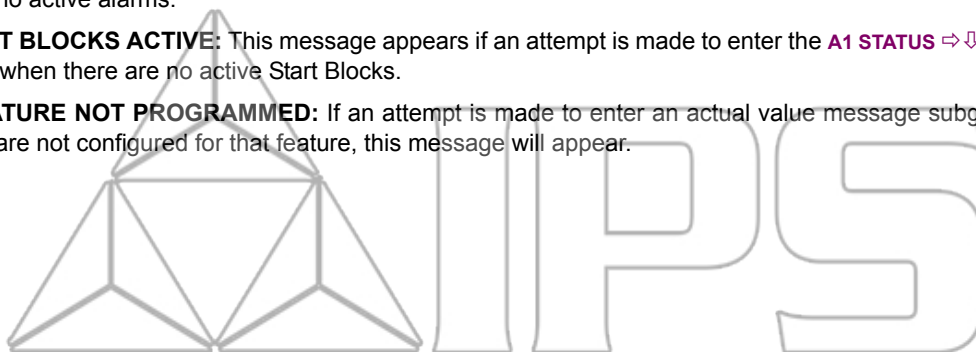 no active alarms.
T BLOCKS ACTIVE: This message appears if an attempt is made to enter the A1 STATUS ⇨⇩
when there are no active Start Blocks.
ATURE NOT PROGRAMMED: If an attempt is made to enter an actual value message subg
are not configured for that feature, this message will appear.
IPS